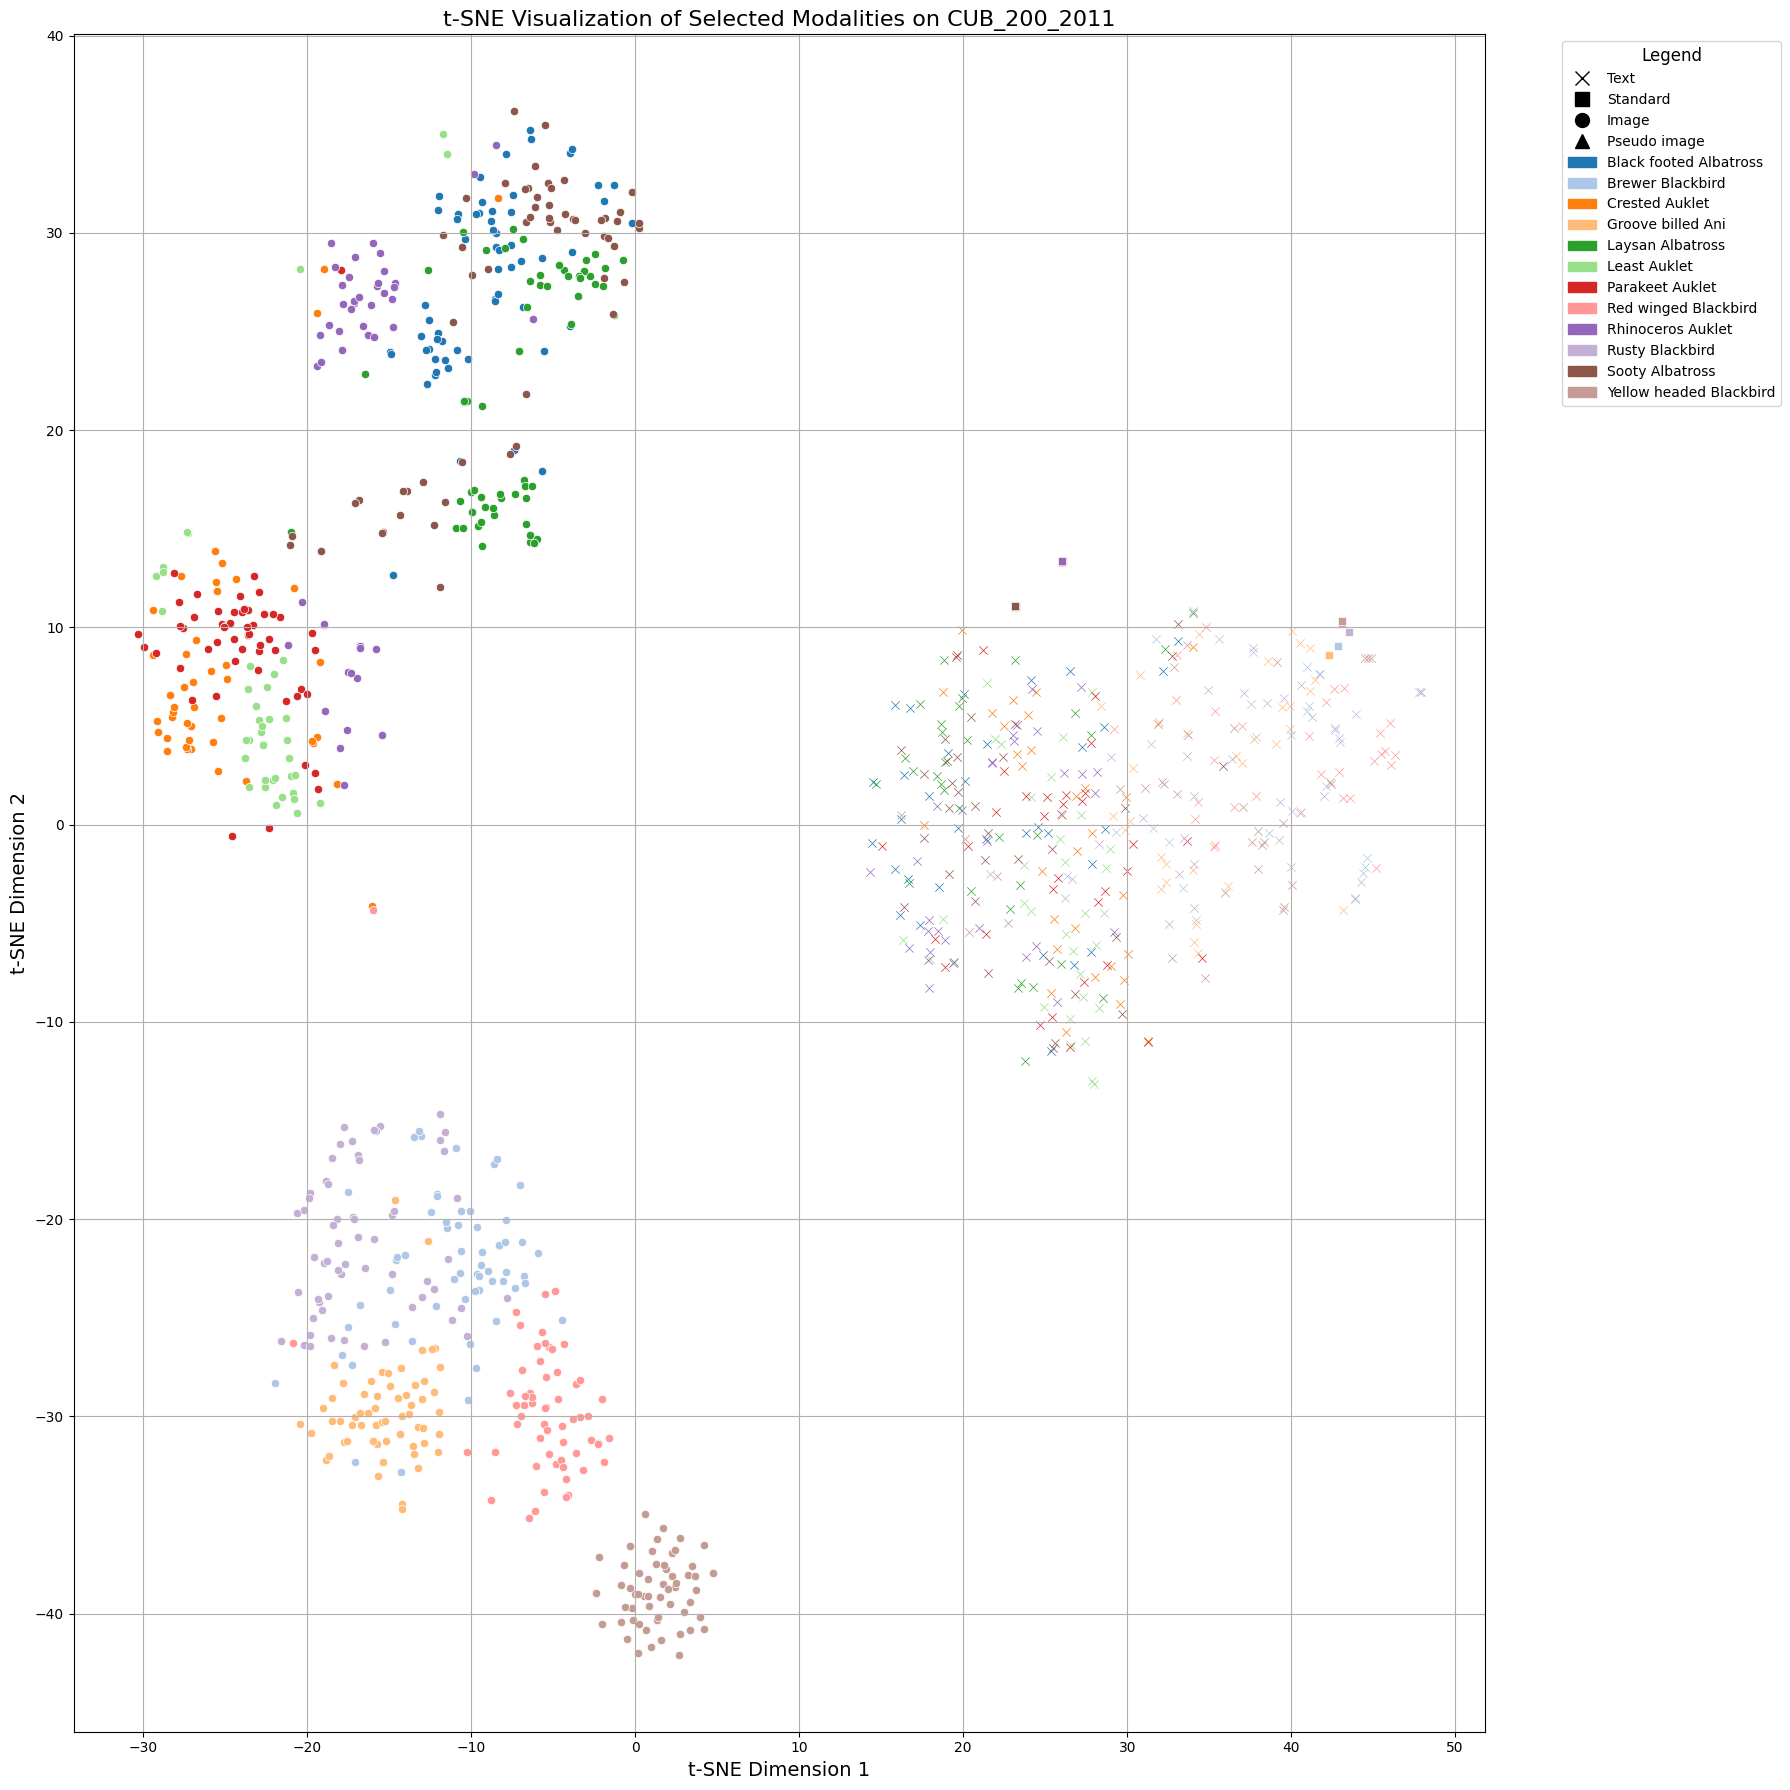 t-SNE Visualization of Selected Modalities on CUB_200_2011
Legend
Text
Standard
Image
Pseudo image
Black footed Albatross
Brewer Blackbird
Crested Auklet
Groove billed Ani
Laysan Albatross
Least Auklet
Parakeet Auklet
Red winged Blackbird
Rhinoceros Auklet
Rusty Blackbird
Sooty Albatross
Yellow headed Blackbird
t-SNE Dimension 2
40
30
20
10
0
−10
−20
−30
−40
−30 −20 −10 0 10 20 30 40 50
t-SNE Dimension 1